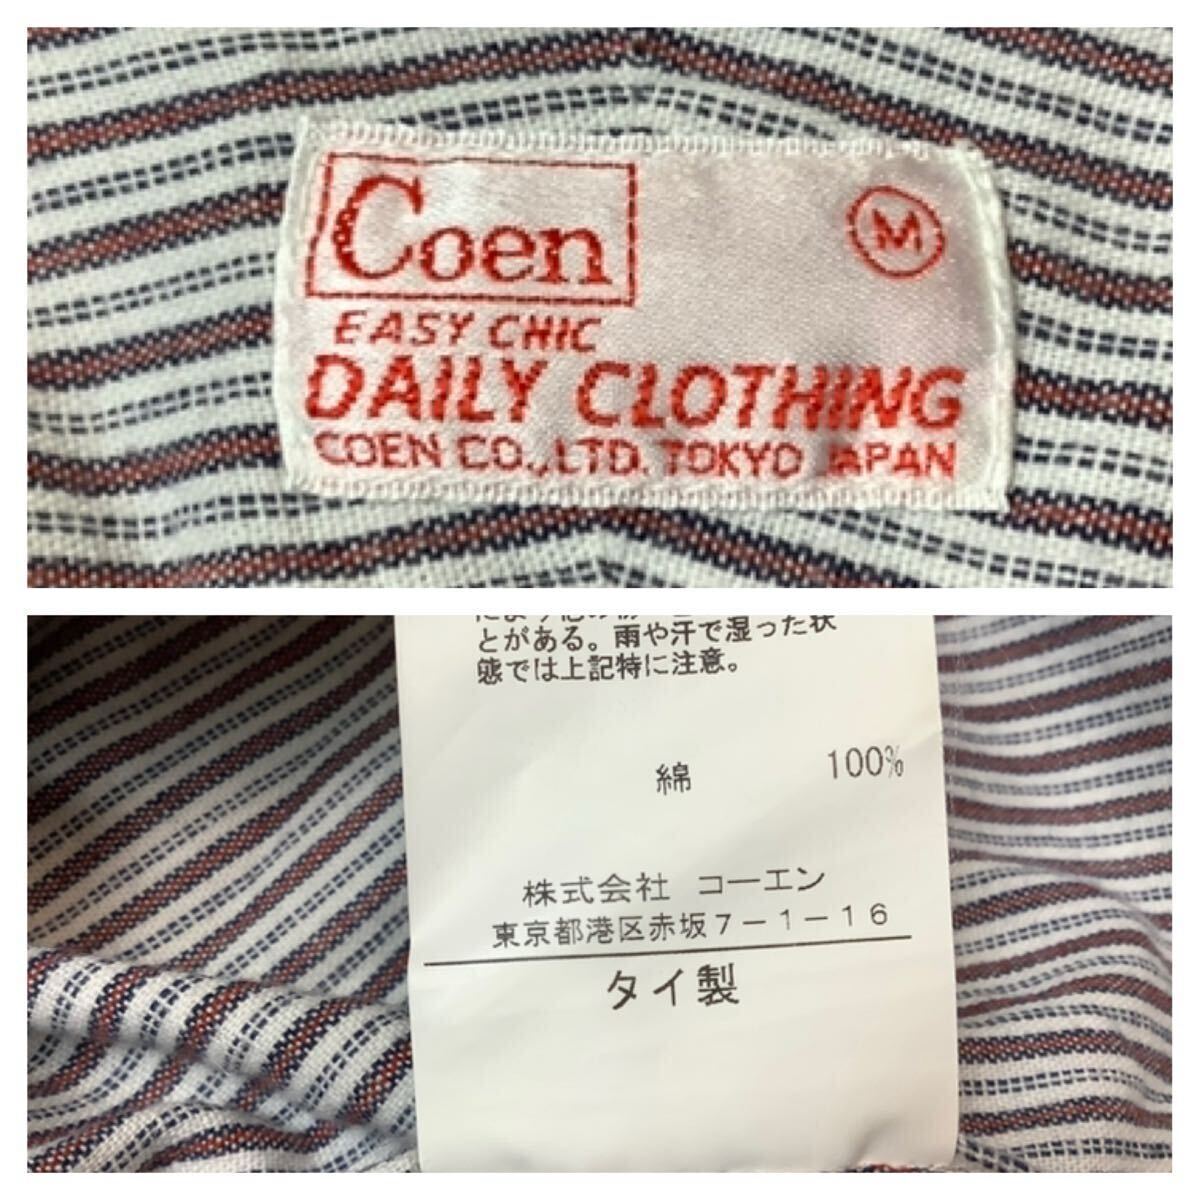 Coen
M
EASY CHIC
DAILY CLOTHING
COEN CO.,LTD. TOKYO JAPAN
とがある。雨や汗で湿った状
態では上記特に注意。
綿 100%
株式会社 コーエン
東京都港区赤坂7-1-16
タイ製